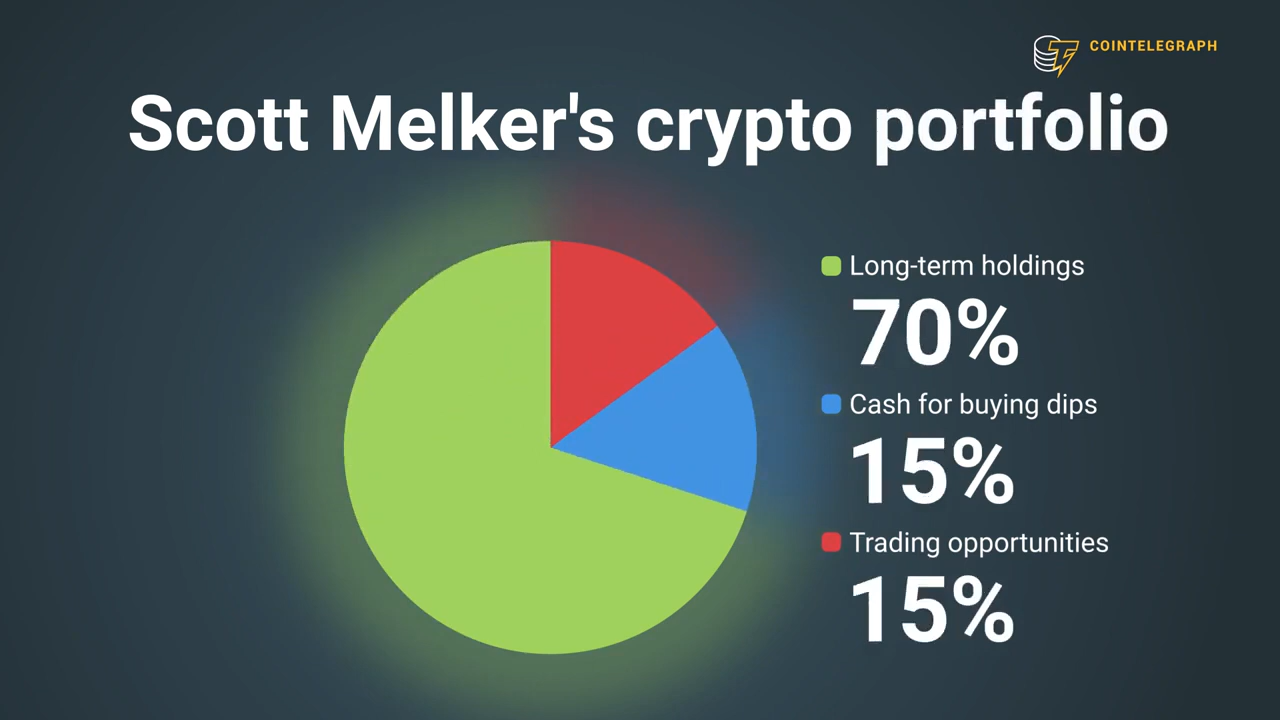 COINTELEGRAPH
Scott Melker's crypto portfolio
Long-term holdings
70%
Cash for buying dips
15%
Trading opportunities
15%